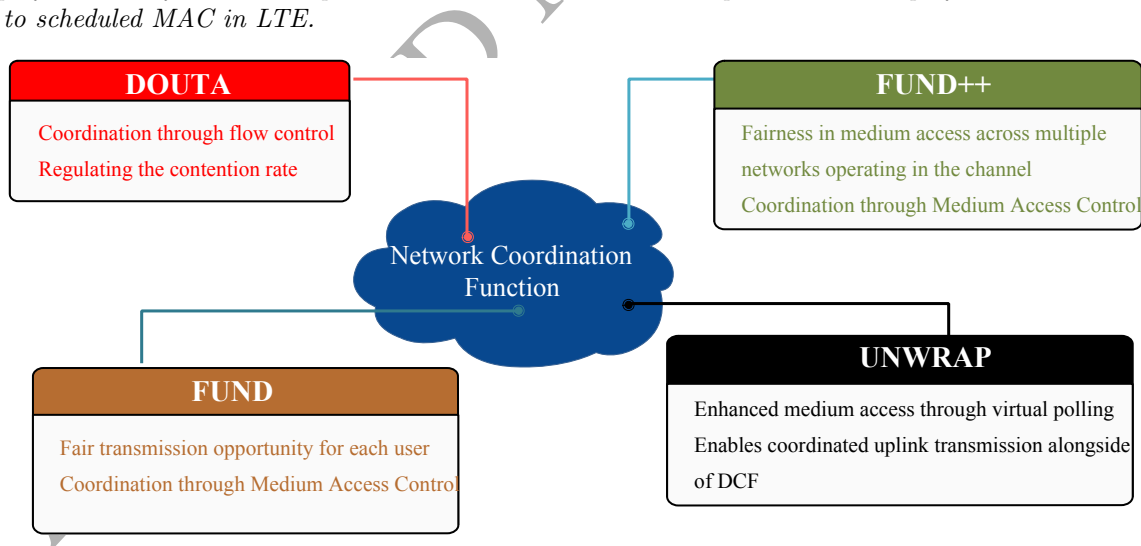 to scheduled MAC in LTE.
DOUTA
Coordination through flow control
Regulating the contention rate
FUND++
Fairness in medium access across multiple
networks operating in the channel
Coordination through Medium Access Control
Network Coordination
Function
FUND
Fair transmission opportunity for each user
Coordination through Medium Access Control
UNWRAP
Enhanced medium access through virtual polling
Enables coordinated uplink transmission alongside
of DCF